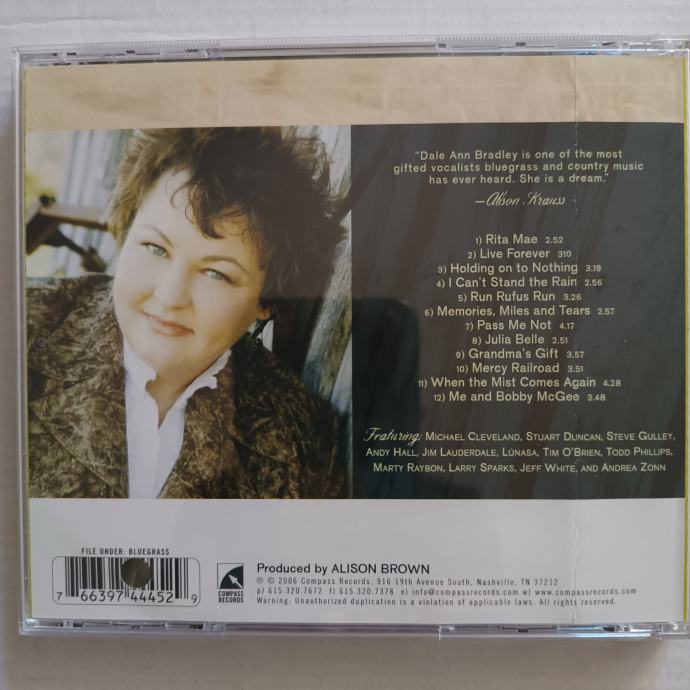 “Dale Ann Bradley is one of the most
gifted vocalists bluegrass and country music
has ever heard. She is a dream.”
—Alison Krauss
1) Rita Mae 2.52
2) Live Forever 310
3) Holding on to Nothing 3.19
4) I Can't Stand the Rain 2.56
5) Run Rufus Run 3.26
6) Memories, Miles and Tears 2.57
7) Pass Me Not 4.17
8) Julia Belle 2.51
9) Grandma's Gift 3.57
10) Mercy Railroad 3.51
11) When the Mist Comes Again 4.28
12) Me and Bobby McGee 3.48
Featuring: Michael Cleveland, Stuart Duncan, Steve Gulley,
Andy Hall, Jim Lauderdale, Lúnasa, Tim O'Brien, Todd Phillips,
Marty Raybon, Larry Sparks, Jeff White, and Andrea Zonn
FILE UNDER: BLUEGRASS
7 66397 44452 9
COMPASS
RECORDS
Produced by ALISON BROWN
℗ © 2006 Compass Records, 916 19th Avenue South, Nashville, TN 37212
p) 615.320.7672 f) 615.320.7378 e) info@compassrecords.com w) www.compassrecords.com
Warning: Unauthorized duplication is a violation of applicable laws. All rights reserved.